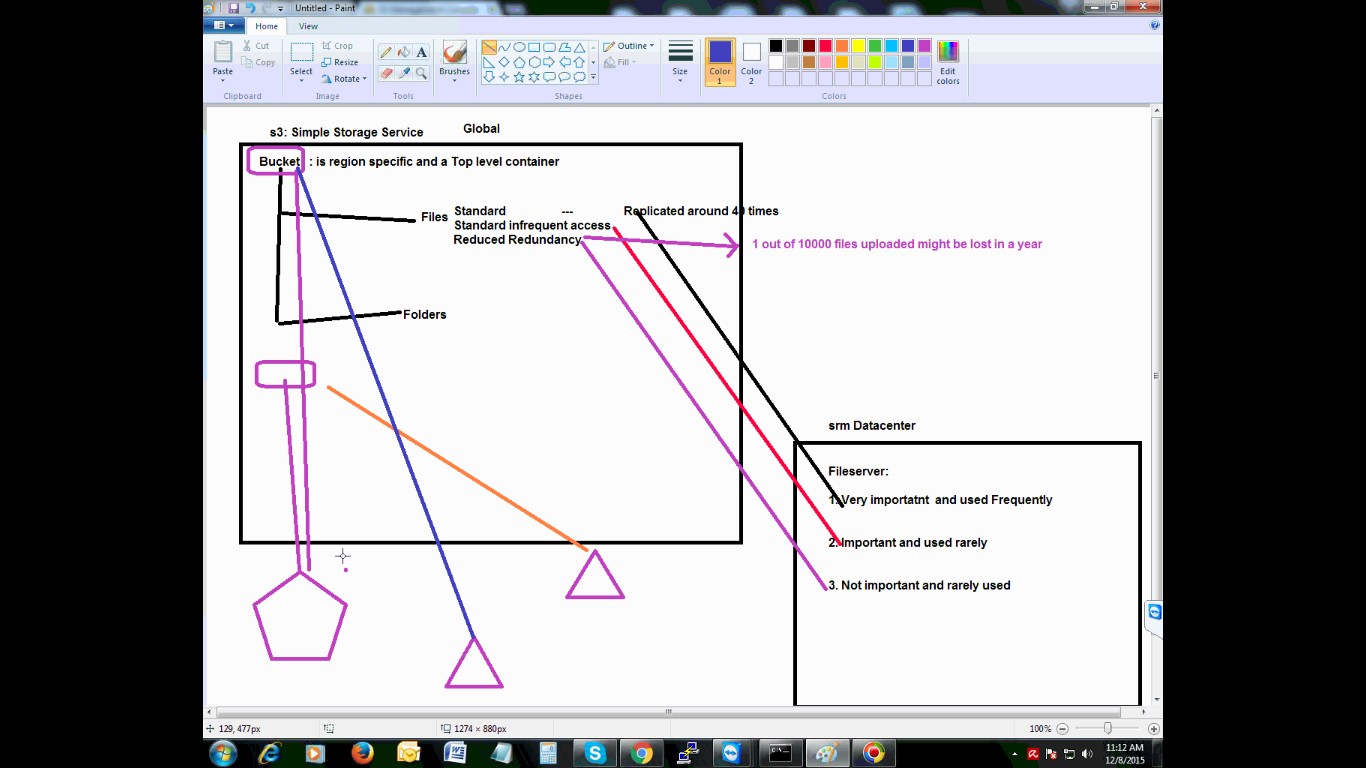 Untitled - Paint
Home View
Paste
Cut
Copy
Clipboard
Select
Crop
Resize
Rotate
Image
Tools
Brushes
Outline
Fill
Shapes
Size
Color 1
Color 2
Edit colors
Colors
s3: Simple Storage Service Global
Bucket : is region specific and a Top level container
Files Standard --- Replicated around 40 times
Standard infrequent access
Reduced Redundancy 1 out of 10000 files uploaded might be lost in a year
Folders
srm Datacenter
Fileserver:
1. Very importatnt and used Frequently
2. Important and used rarely
3. Not important and rarely used
129, 477px 1274 × 880px 100%
11:12 AM
12/8/2015